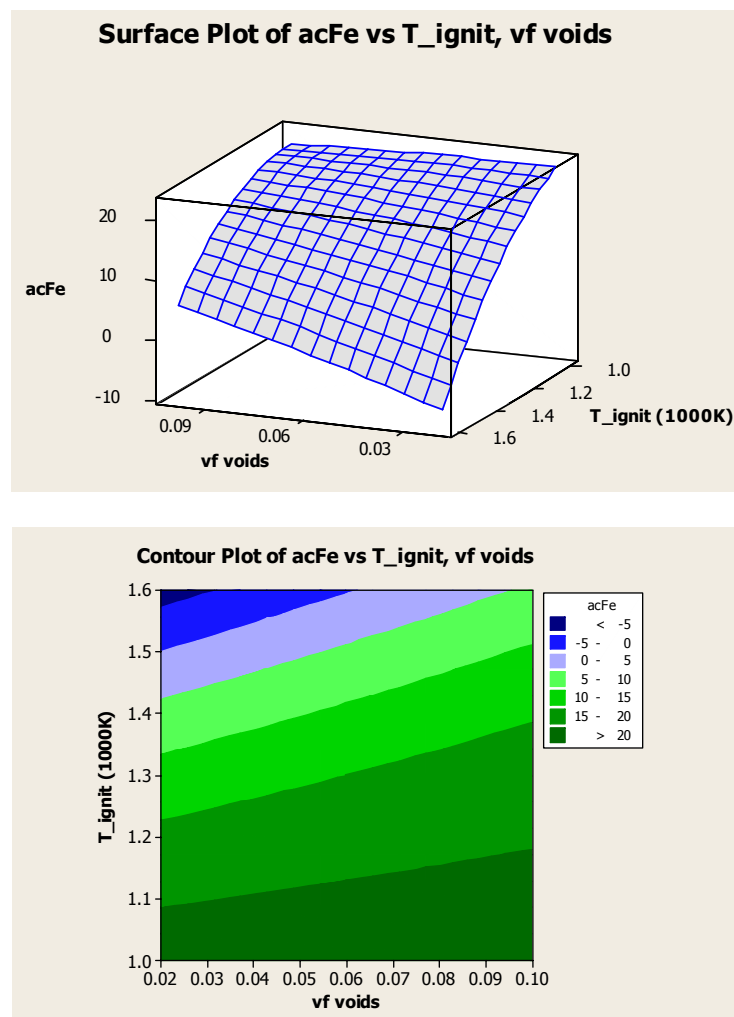 Surface Plot of acFe vs T_ignit, vf voids
20
10
acFe
0
-10
0.09
0.06
0.03
vf voids
1.0
1.2
1.4
1.6
T_ignit (1000K)
Contour Plot of acFe vs T_ignit, vf voids
1.6
1.5
1.4
1.3
1.2
1.1
1.0
T_ignit (1000K)
0.02 0.03 0.04 0.05 0.06 0.07 0.08 0.09 0.10
vf voids
acFe
< -5
-5 - 0
0 - 5
5 - 10
10 - 15
15 - 20
> 20